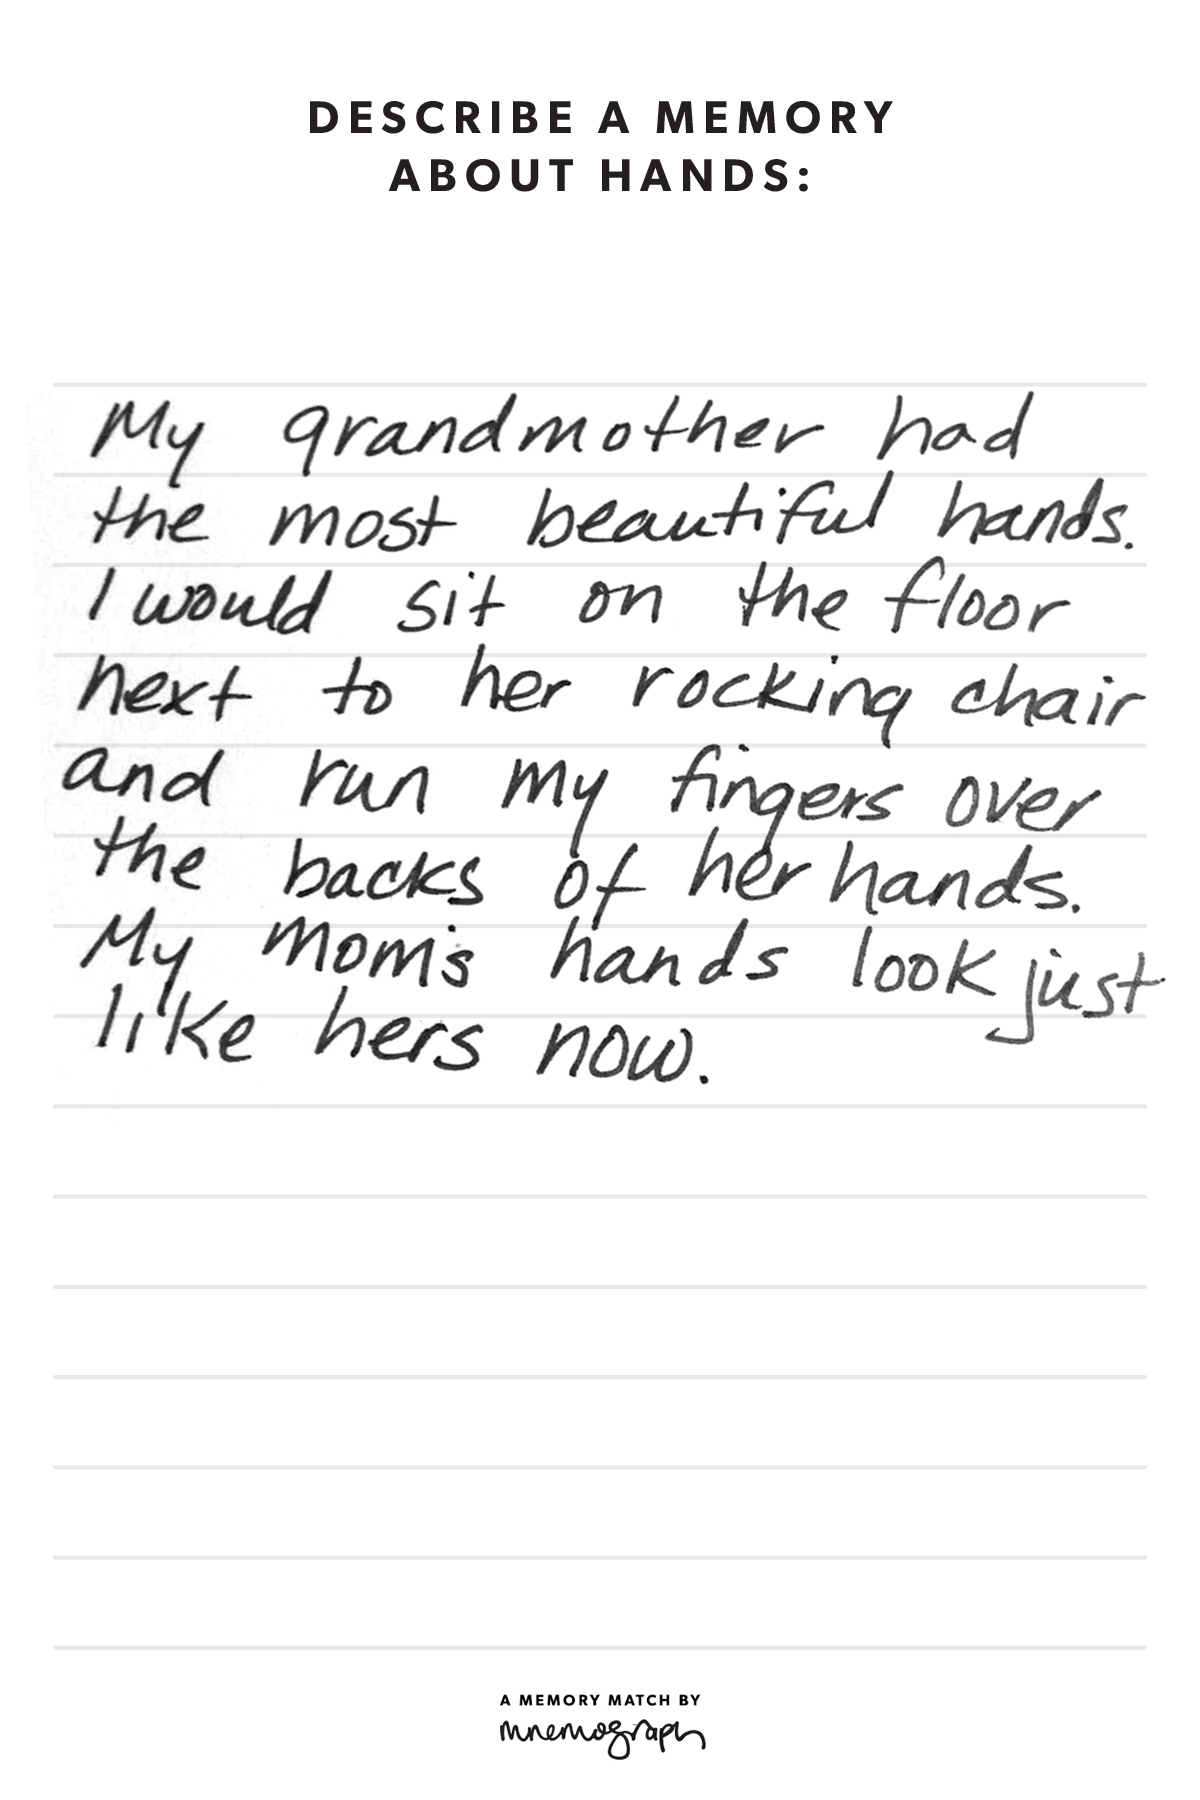 DESCRIBE A MEMORY
ABOUT HANDS:
My grandmother had
the most beautiful hands.
I would sit on the floor
next to her rocking chair
and run my fingers over
the backs of her hands.
My mom's hands look just
like hers now.
A MEMORY MATCH BY
mnemograph